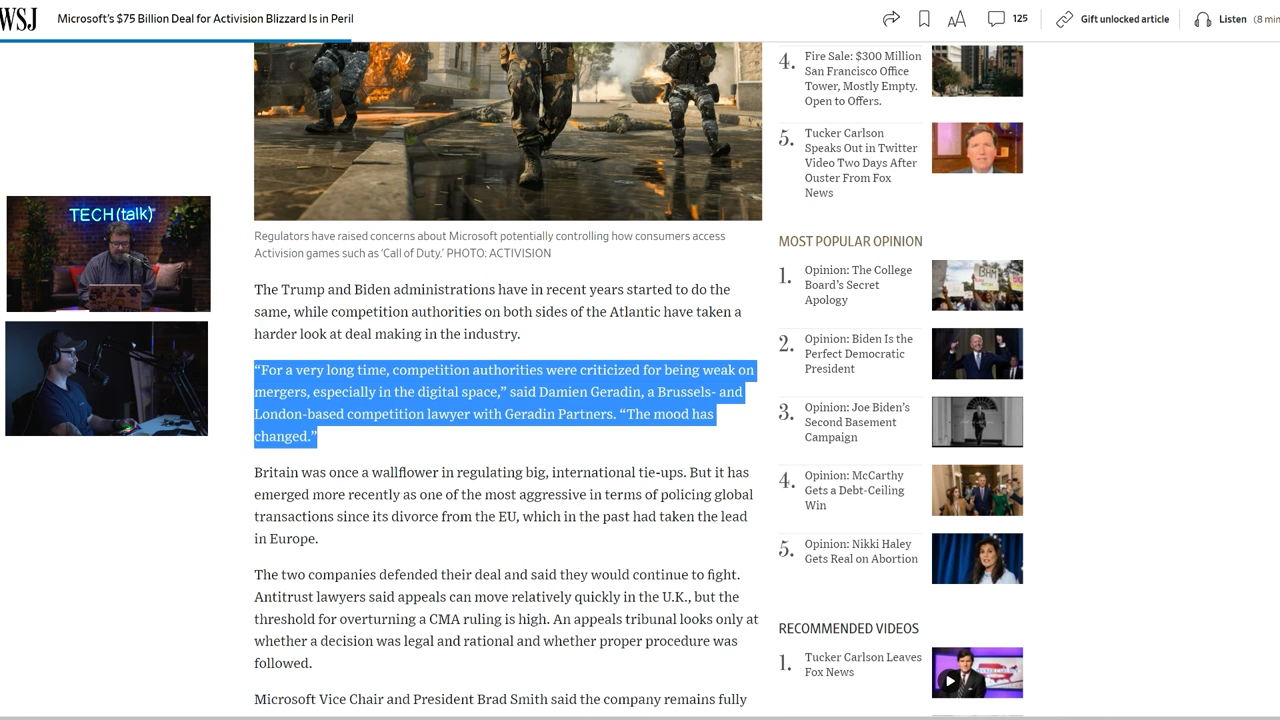 WSJ
Microsoft's $75 Billion Deal for Activision Blizzard Is in Peril
AA
125
Gift unlocked article
Listen
(8 min
TECH(talk)
Regulators have raised concerns about Microsoft potentially controlling how consumers access
Activision games such as ‘Call of Duty.’ PHOTO: ACTIVISION
The Trump and Biden administrations have in recent years started to do the
same, while competition authorities on both sides of the Atlantic have taken a
harder look at deal making in the industry.
“For a very long time, competition authorities were criticized for being weak on
mergers, especially in the digital space,” said Damien Geradin, a Brussels- and
London-based competition lawyer with Geradin Partners. “The mood has
changed.”
Britain was once a wallflower in regulating big, international tie-ups. But it has
emerged more recently as one of the most aggressive in terms of policing global
transactions since its divorce from the EU, which in the past had taken the lead
in Europe.
The two companies defended their deal and said they would continue to fight.
Antitrust lawyers said appeals can move relatively quickly in the U.K., but the
threshold for overturning a CMA ruling is high. An appeals tribunal looks only at
whether a decision was legal and rational and whether proper procedure was
followed.
Microsoft Vice Chair and President Brad Smith said the company remains fully
4.
Fire Sale: $300 Million
San Francisco Office
Tower, Mostly Empty.
Open to Offers.
5.
Tucker Carlson
Speaks Out in Twitter
Video Two Days After
Ouster From Fox
News
MOST POPULAR OPINION
1.
Opinion: The College
Board’s Secret
Apology
2.
Opinion: Biden Is the
Perfect Democratic
President
3.
Opinion: Joe Biden’s
Second Basement
Campaign
4.
Opinion: McCarthy
Gets a Debt-Ceiling
Win
5.
Opinion: Nikki Haley
Gets Real on Abortion
RECOMMENDED VIDEOS
1.
Tucker Carlson Leaves
Fox News